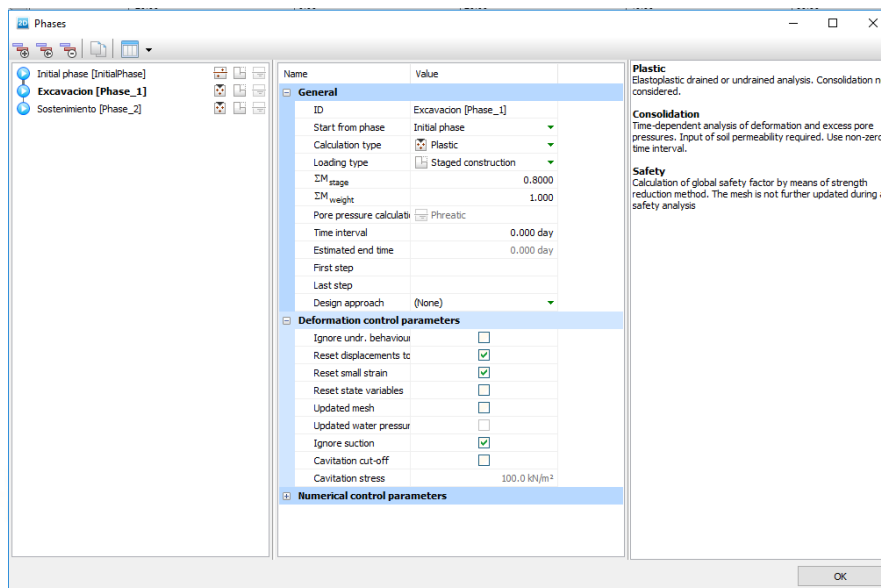 2D Phases
Initial phase [InitialPhase]
Excavacion [Phase_1]
Sostenimiento [Phase_2]
Name Value
General
ID Excavacion [Phase_1]
Start from phase Initial phase
Calculation type Plastic
Loading type Staged construction
ΣM stage 0.8000
ΣM weight 1.000
Pore pressure calculati Phreatic
Time interval 0.000 day
Estimated end time 0.000 day
First step
Last step
Design approach (None)
Deformation control parameters
Ignore undr. behaviour
Reset displacements to
Reset small strain
Reset state variables
Updated mesh
Updated water pressur
Ignore suction
Cavitation cut-off
Cavitation stress 100.0 kN/m²
Numerical control parameters
Plastic
Elastoplastic drained or undrained analysis. Consolidation n
considered.
Consolidation
Time-dependent analysis of deformation and excess pore
pressures. Input of soil permeability required. Use non-zero
time interval.
Safety
Calculation of global safety factor by means of strength
reduction method. The mesh is not further updated during a
safety analysis
OK